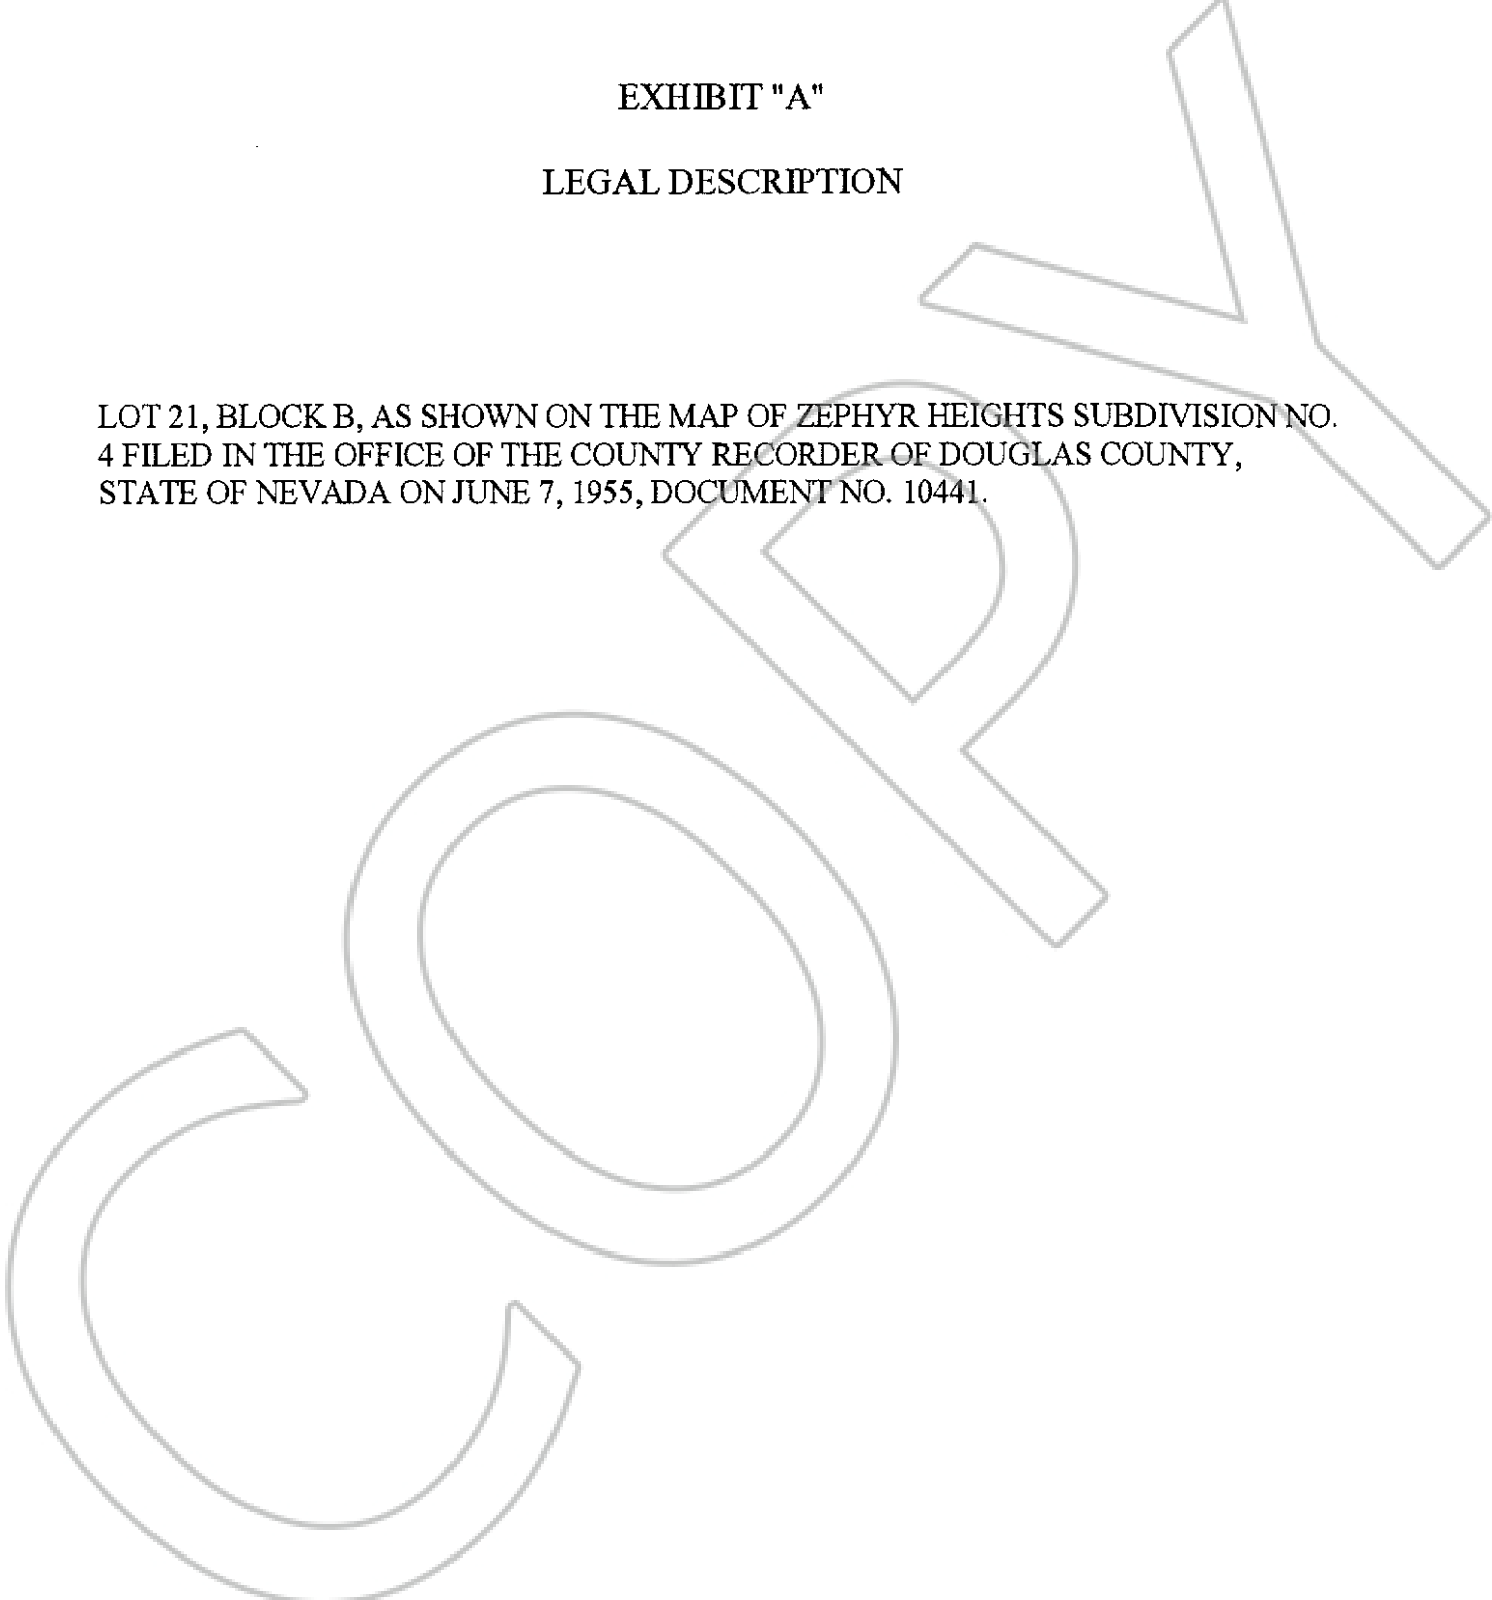 EXHIBIT "A"
LEGAL DESCRIPTION
LOT 21, BLOCK B, AS SHOWN ON THE MAP OF ZEPHYR HEIGHTS SUBDIVISION NO.
4 FILED IN THE OFFICE OF THE COUNTY RECORDER OF DOUGLAS COUNTY,
STATE OF NEVADA ON JUNE 7, 1955, DOCUMENT NO. 10441.
COPY